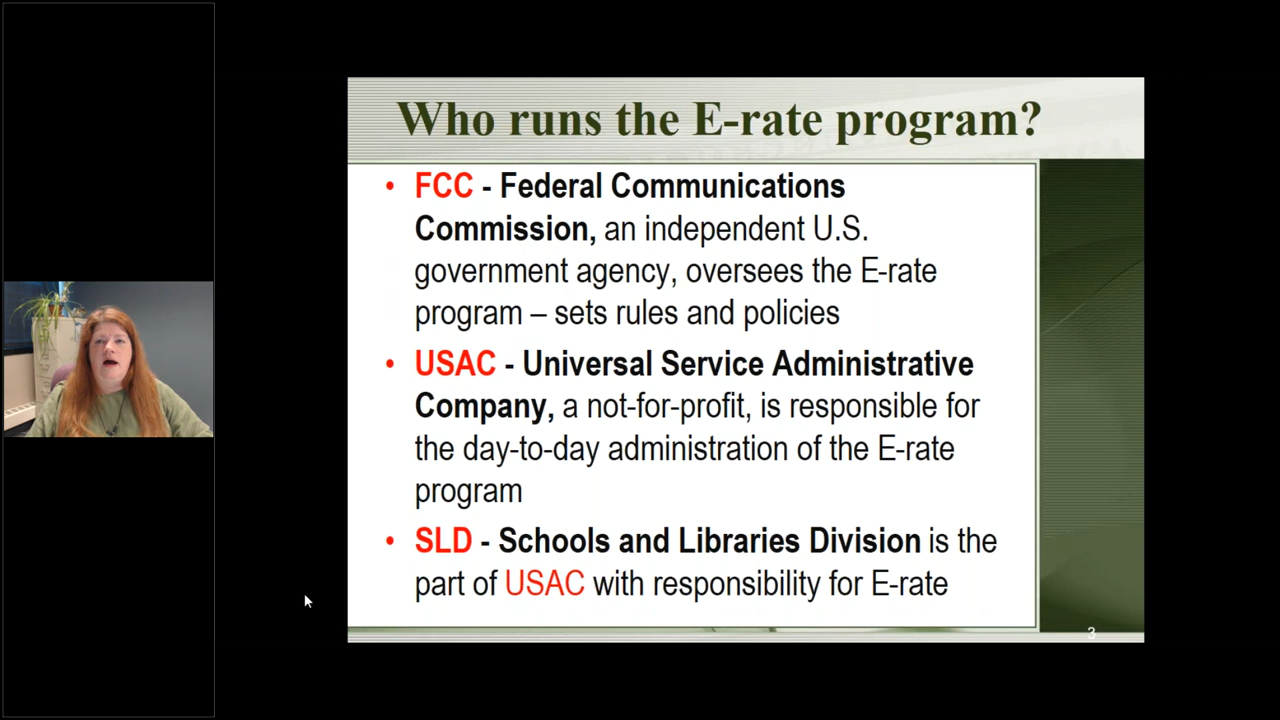 Who runs the E-rate program?
• FCC - Federal Communications
Commission, an independent U.S.
government agency, oversees the E-rate
program – sets rules and policies
• USAC - Universal Service Administrative
Company, a not-for-profit, is responsible for
the day-to-day administration of the E-rate
program
• SLD - Schools and Libraries Division is the
part of USAC with responsibility for E-rate
3